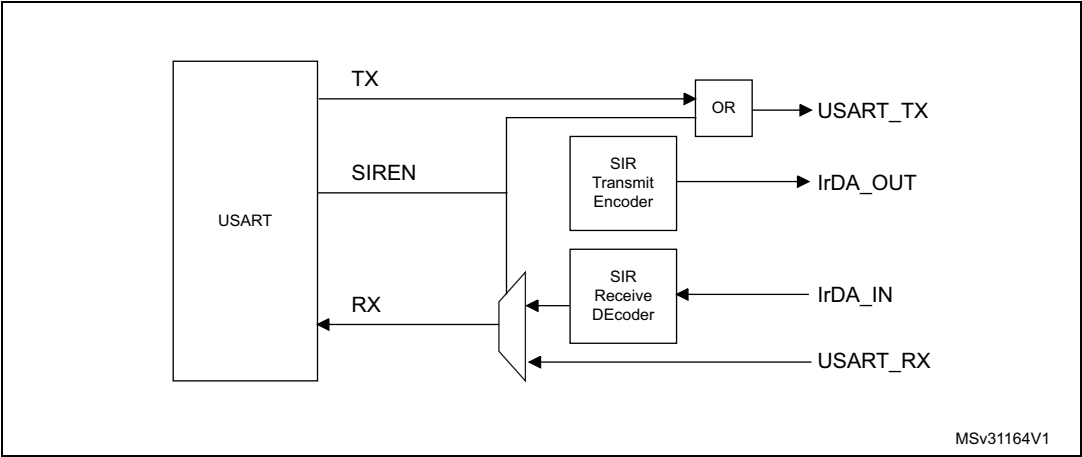 TX
OR
USART_TX
SIREN
SIR
Transmit
Encoder
IrDA_OUT
USART
SIR
Receive
DEcoder
IrDA_IN
RX
USART_RX
MSv31164V1